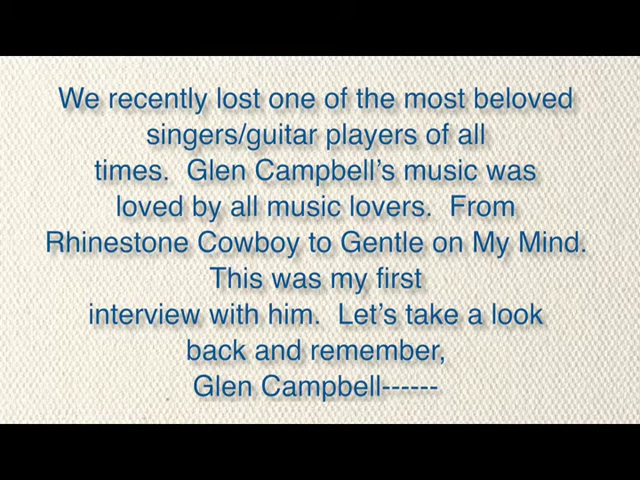 We recently lost one of the most beloved
singers/guitar players of all
times.  Glen Campbell’s music was
loved by all music lovers.  From
Rhinestone Cowboy to Gentle on My Mind.
This was my first
interview with him.  Let’s take a look
back and remember,
Glen Campbell------